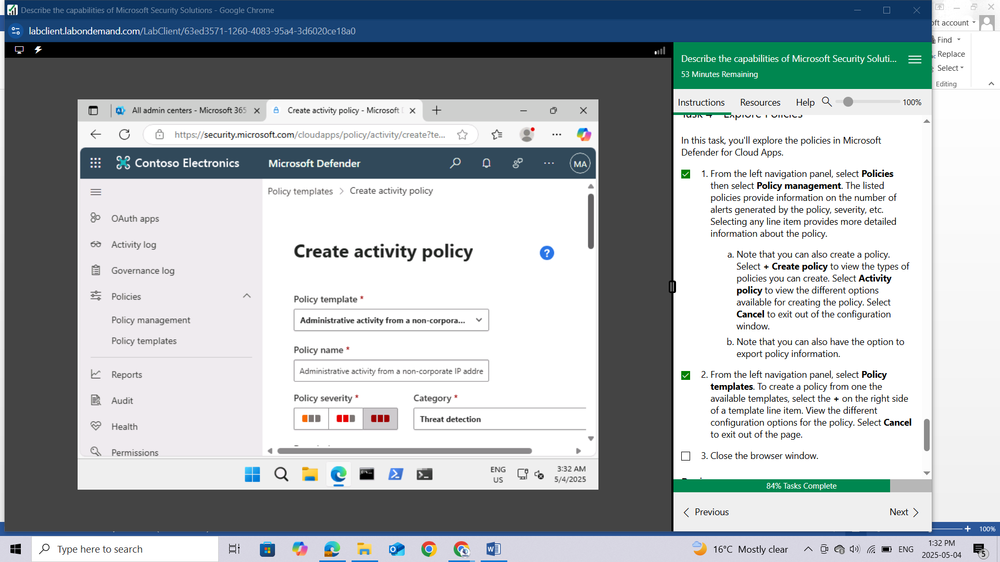 Describe the capabilities of Microsoft Security Solutions - Google Chrome
labclient.labondemand.com/LabClient/63ed3571-1260-4083-95a4-3d6020ce18a0
account
Find
Replace
Select
Editing
All admin centers - Microsoft 365
Create activity policy - Microsoft
https://security.microsoft.com/cloudapps/policy/activity/create?te...
Contoso Electronics
Microsoft Defender
MA
OAuth apps
Activity log
Governance log
Policies
Policy management
Policy templates
Reports
Audit
Health
Permissions
Policy templates > Create activity policy
Create activity policy
?
Policy template *
Administrative activity from a non-corpora...
Policy name *
Administrative activity from a non-corporate IP addre
Policy severity *
Category *
Threat detection
ENG
US
3:32 AM
5/4/2025
Describe the capabilities of Microsoft Security Soluti...
53 Minutes Remaining
Instructions
Resources
Help
100%
Task 4 - Explore Policies
In this task, you'll explore the policies in Microsoft
Defender for Cloud Apps.
1. From the left navigation panel, select Policies
then select Policy management. The listed
policies provide information on the number of
alerts generated by the policy, severity, etc.
Selecting any line item provides more detailed
information about the policy.
a. Note that you can also create a policy.
Select + Create policy to view the types of
policies you can create. Select Activity
policy to view the different options
available for creating the policy. Select
Cancel to exit out of the configuration
window.
b. Note that you can also have the option to
export policy information.
2. From the left navigation panel, select Policy
templates. To create a policy from one the
available templates, select the + on the right side
of a template line item. View the different
configuration options for the policy. Select Cancel
to exit out of the page.
3. Close the browser window.
84% Tasks Complete
Previous
Next
100%
Type here to search
16°C Mostly clear
ENG
1:32 PM
2025-05-04
5